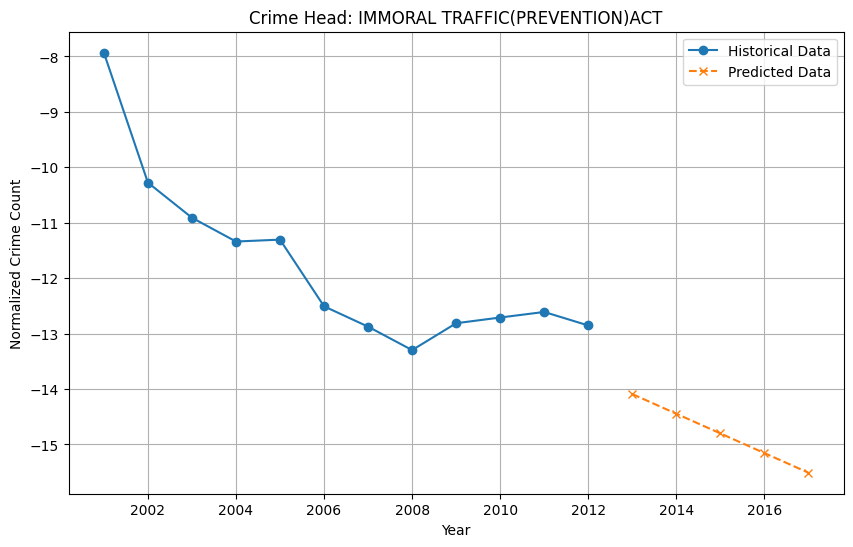 Crime Head: IMMORAL TRAFFIC(PREVENTION)ACT
Historical Data
Predicted Data
Normalized Crime Count
−8
−9
−10
−11
−12
−13
−14
−15
2002 2004 2006 2008 2010 2012 2014 2016
Year